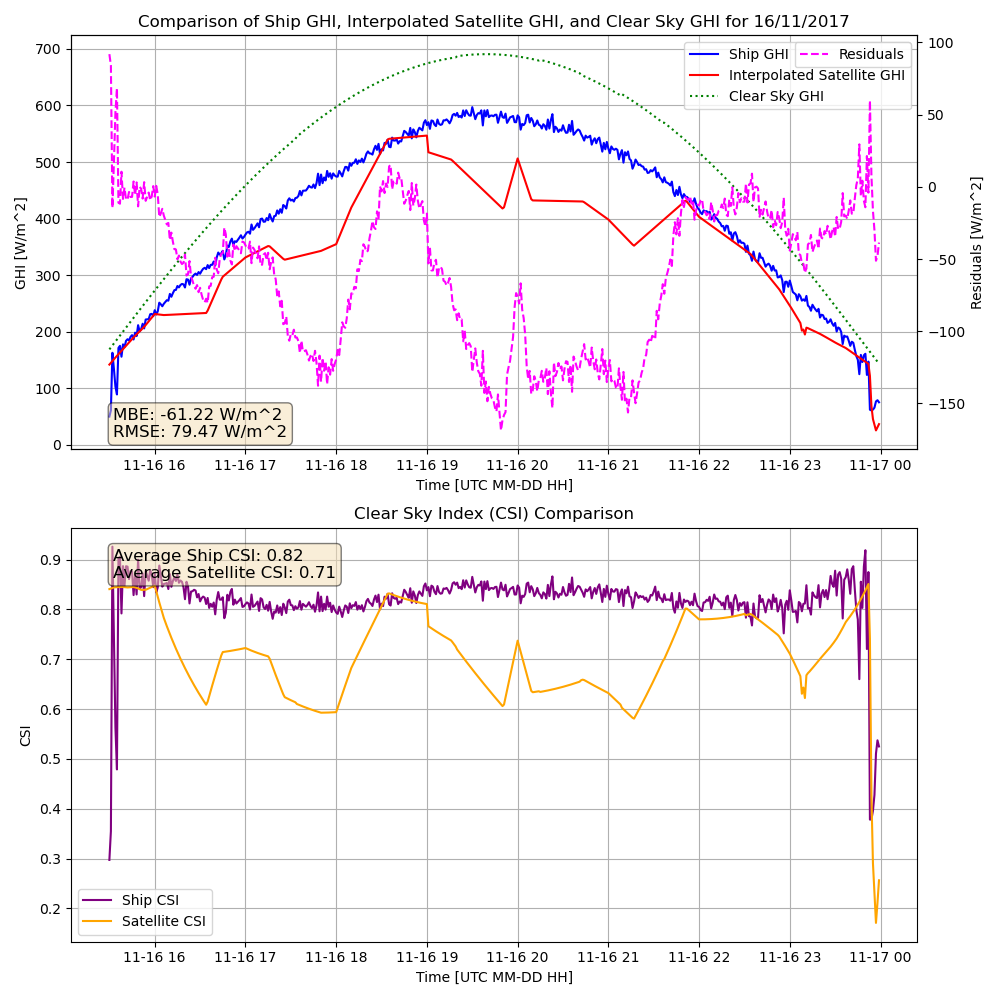 Comparison of Ship GHI, Interpolated Satellite GHI, and Clear Sky GHI for 16/11/2017
GHI [W/m^2]
700
600
500
400
300
200
100
0
Ship GHI
Interpolated Satellite GHI
Clear Sky GHI
Residuals
MBE: -61.22 W/m^2
RMSE: 79.47 W/m^2
100
50
0
−50
−100
−150
Residuals [W/m^2]
11-16 16 11-16 17 11-16 18 11-16 19 11-16 20 11-16 21 11-16 22 11-16 23 11-17 00
Time [UTC MM-DD HH]
Clear Sky Index (CSI) Comparison
CSI
0.9
0.8
0.7
0.6
0.5
0.4
0.3
0.2
Average Ship CSI: 0.82
Average Satellite CSI: 0.71
Ship CSI
Satellite CSI
11-16 16 11-16 17 11-16 18 11-16 19 11-16 20 11-16 21 11-16 22 11-16 23 11-17 00
Time [UTC MM-DD HH]